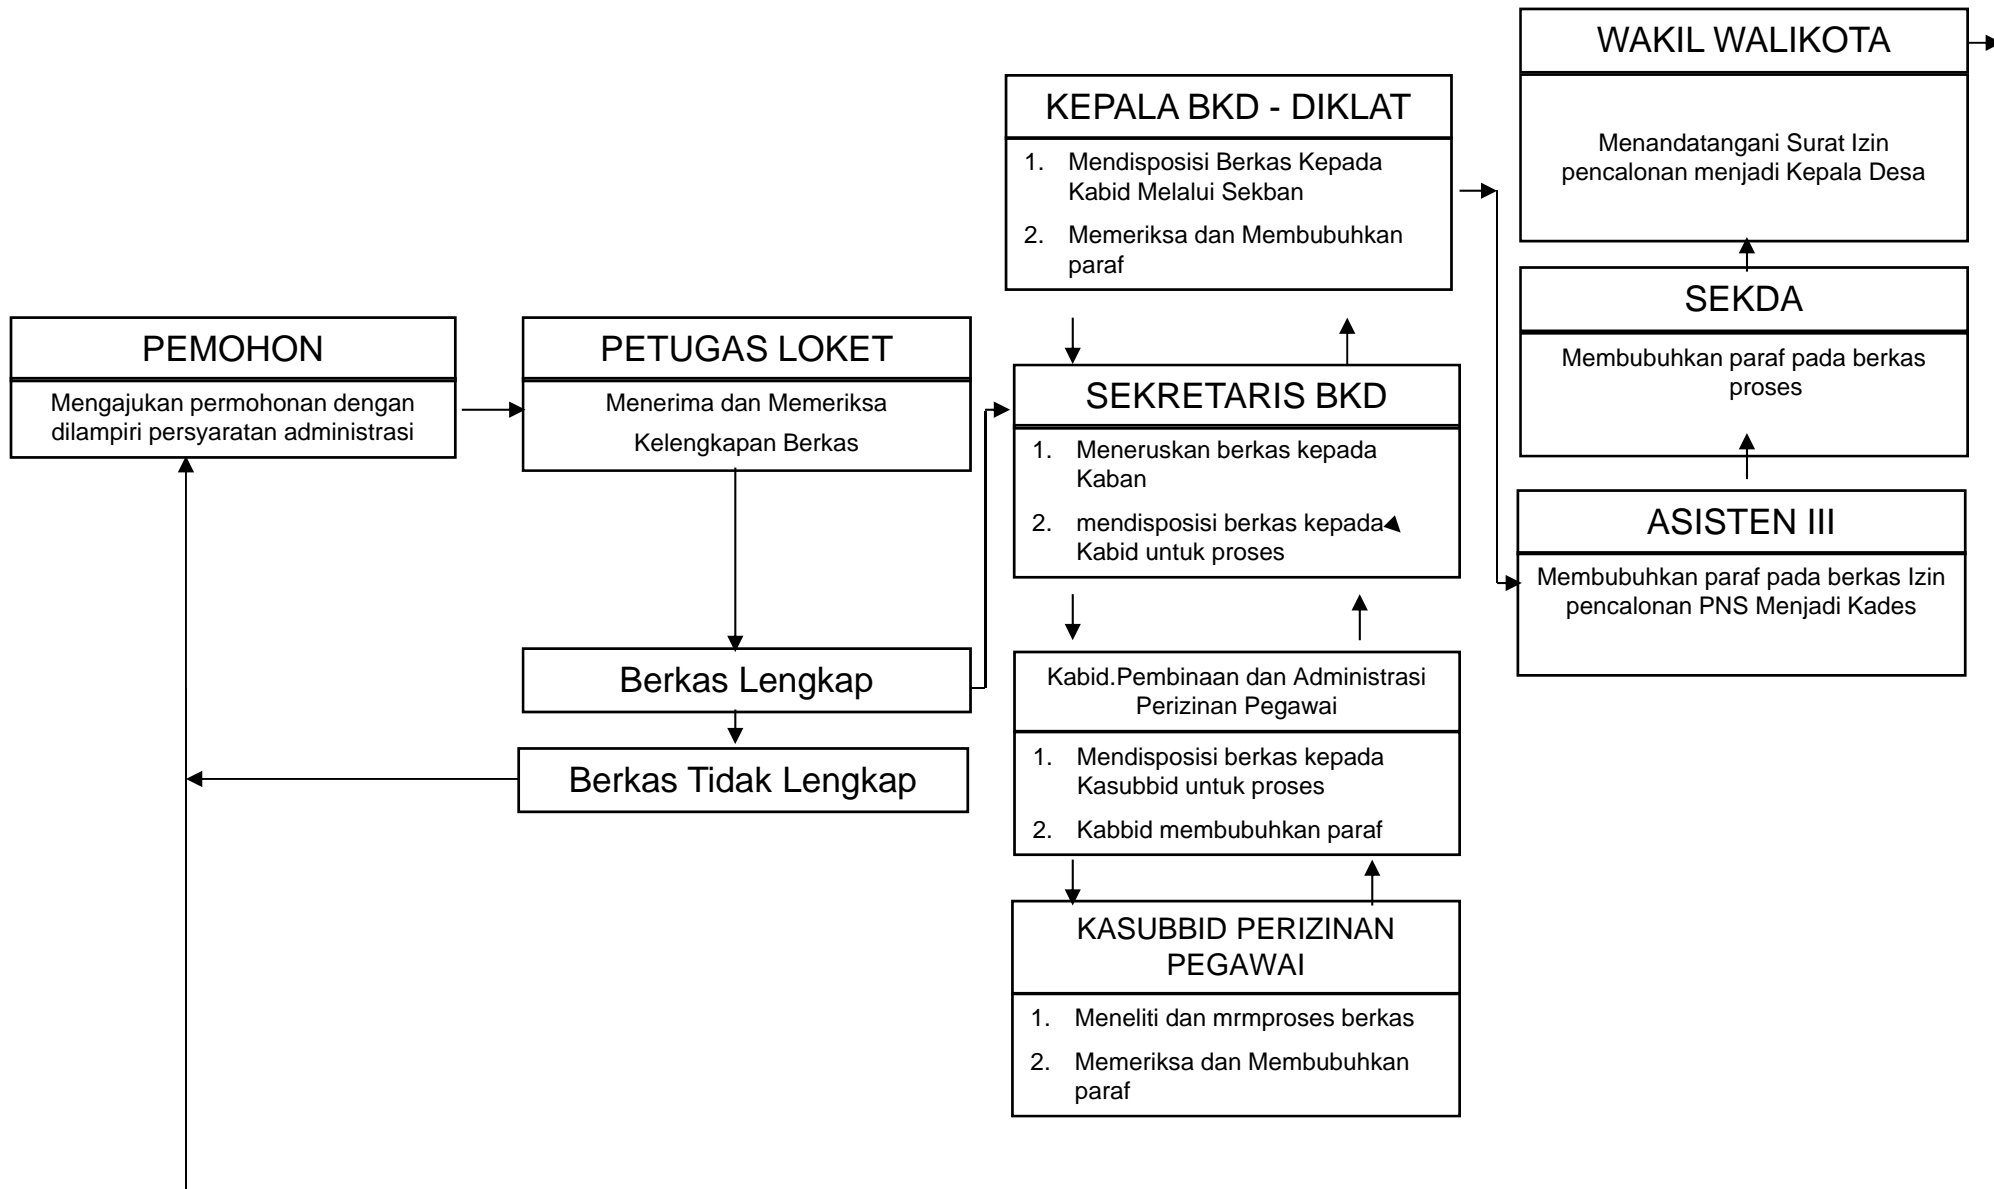 PEMOHON
Mengajukan permohonan dengan
dilampiri persyaratan administrasi
PETUGAS LOKET
Menerima dan Memeriksa
Kelengkapan Berkas
Berkas Lengkap
Berkas Tidak Lengkap
KEPALA BKD - DIKLAT
1. Mendisposisi Berkas Kepada
Kabid Melalui Sekban
2. Memeriksa dan Membubuhkan
paraf
SEKRETARIS BKD
1. Meneruskan berkas kepada
Kaban
2. mendisposisi berkas kepada
Kabid untuk proses
Kabid.Pembinaan dan Administrasi
Perizinan Pegawai
1. Mendisposisi berkas kepada
Kasubbid untuk proses
2. Kabbid membubuhkan paraf
KASUBBID PERIZINAN
PEGAWAI
1. Meneliti dan mrmproses berkas
2. Memeriksa dan Membubuhkan
paraf
WAKIL WALIKOTA
Menandatangani Surat Izin
pencalonan menjadi Kepala Desa
SEKDA
Membubuhkan paraf pada berkas
proses
ASISTEN III
Membubuhkan paraf pada berkas Izin
pencalonan PNS Menjadi Kades